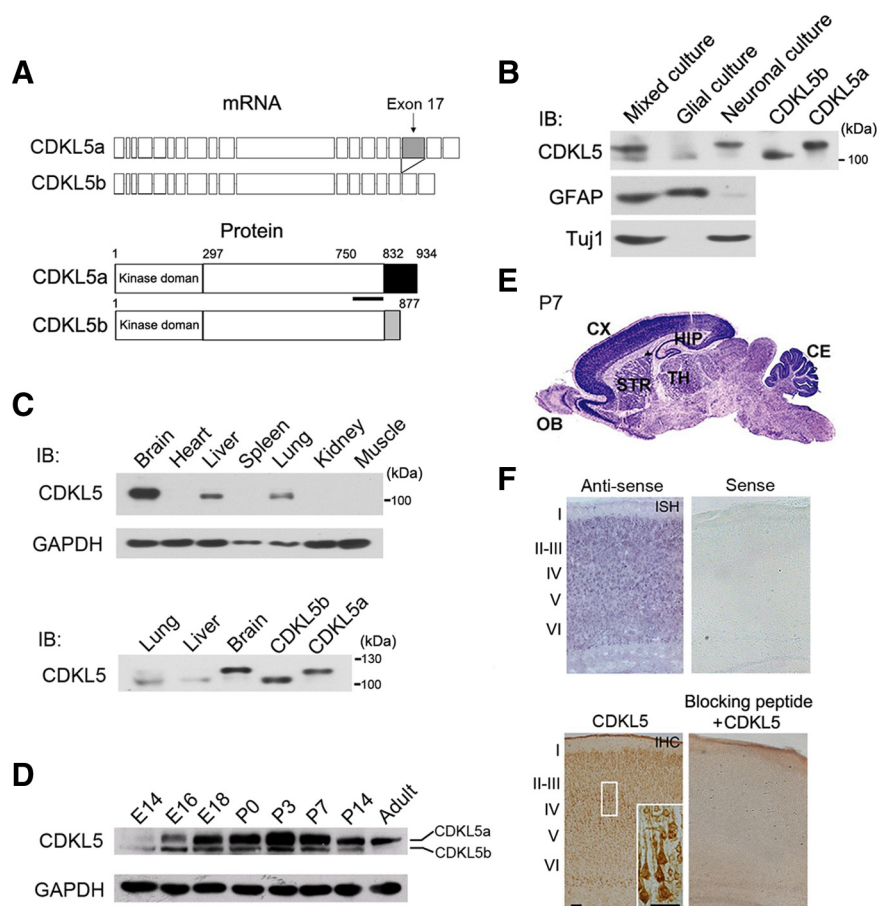 A
mRNA
Exon 17
CDKL5a
CDKL5b
Protein
1 297 750 832 934
CDKL5a Kinase domain
1 877
CDKL5b Kinase domain
B
Mixed culture Glial culture Neuronal culture CDKL5b CDKL5a
IB: (kDa)
CDKL5 100
GFAP
Tuj1
C
Brain Heart Liver Spleen Lung Kidney Muscle
IB: (kDa)
CDKL5 100
GAPDH
Lung Liver Brain CDKL5b CDKL5a
IB: (kDa)
130
CDKL5 100
D
E14 E16 E18 P0 P3 P7 P14 Adult
CDKL5 CDKL5a
CDKL5b
GAPDH
E
P7
CX
HIP
CE
STR TH
OB
F
Anti-sense Sense
I ISH
II-III
IV
V
VI
Blocking peptide
CDKL5 +CDKL5
I IHC
II-III
IV
V
VI